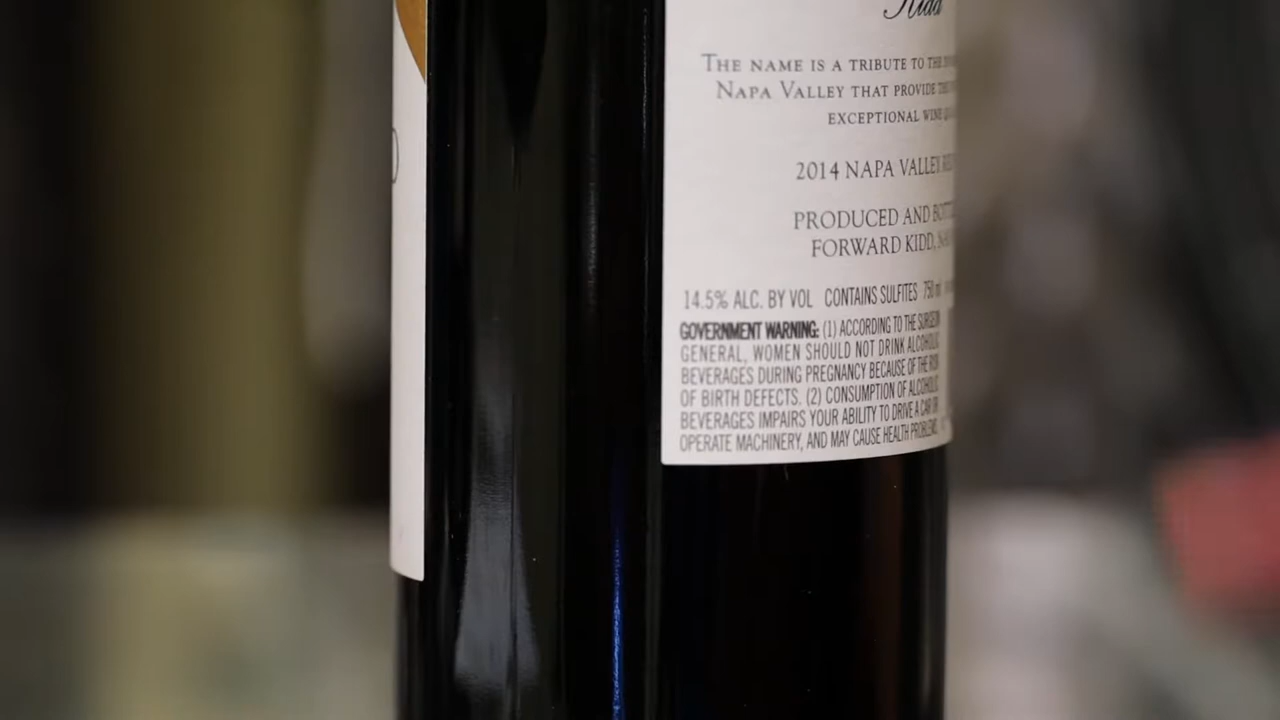 Kidd
THE NAME IS A TRIBUTE TO THE
NAPA VALLEY THAT PROVIDE THE
EXCEPTIONAL WINE
2014 NAPA VALLEY
PRODUCED AND
FORWARD KIDD,
14.5% ALC. BY VOL CONTAINS SULFITES 750 ml
GOVERNMENT WARNING: (1) ACCORDING TO THE SURGEON
GENERAL, WOMEN SHOULD NOT DRINK ALCOHOLIC
BEVERAGES DURING PREGNANCY BECAUSE OF THE RISK
OF BIRTH DEFECTS. (2) CONSUMPTION OF ALCOHOLIC
BEVERAGES IMPAIRS YOUR ABILITY TO DRIVE A CAR OR
OPERATE MACHINERY, AND MAY CAUSE HEALTH PROBLEMS.